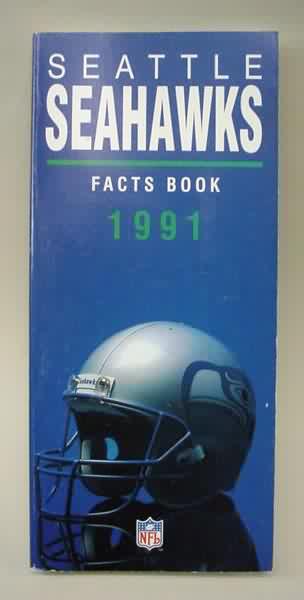 SEATTLE
SEAHAWKS
FACTS BOOK
1991
NFL